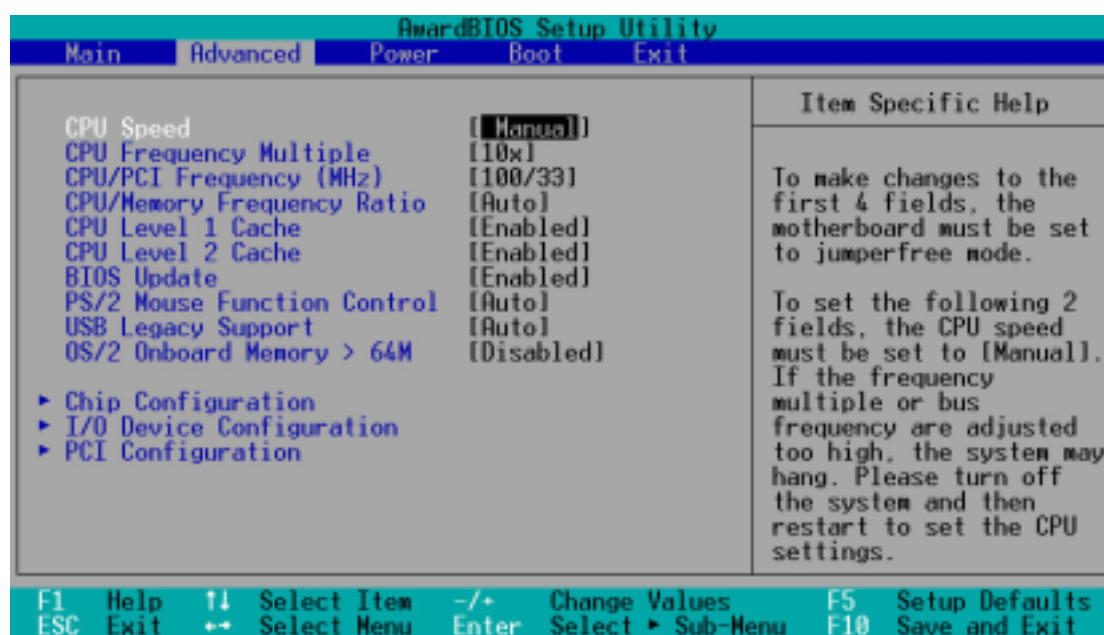 AwardBIOS Setup Utility
Main Advanced Power Boot Exit
CPU Speed [ Manual]
CPU Frequency Multiple [10x]
CPU/PCI Frequency (MHz) [100/33]
CPU/Memory Frequency Ratio [Auto]
CPU Level 1 Cache [Enabled]
CPU Level 2 Cache [Enabled]
BIOS Update [Enabled]
PS/2 Mouse Function Control [Auto]
USB Legacy Support [Auto]
OS/2 Onboard Memory > 64M [Disabled]
► Chip Configuration
► I/O Device Configuration
► PCI Configuration
Item Specific Help
To make changes to the
first 4 fields, the
motherboard must be set
to jumperfree mode.
To set the following 2
fields, the CPU speed
must be set to [Manual].
If the frequency
multiple or bus
frequency are adjusted
too high, the system may
hang. Please turn off
the system and then
restart to set the CPU
settings.
F1 Help ↑↓ Select Item -/+ Change Values F5 Setup Defaults
ESC Exit ←→ Select Menu Enter Select ► Sub-Menu F10 Save and Exit